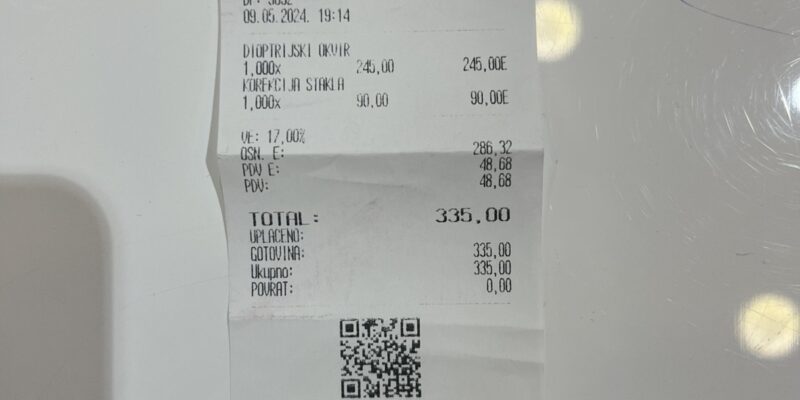 09.05.2024. 19:14
DIOPTRIJSKI OKVIR
1,000x 245,00 245,00E
KOREKCIJA STAKLA
1,000x 90,00 90,00E
VE: 17,00%
OSN. E: 286,32
PDV E: 48,68
PDV: 48,68
TOTAL: 335,00
UPLAĆENO:
GOTOVINA: 335,00
Ukupno: 335,00
POVRAT: 0,00